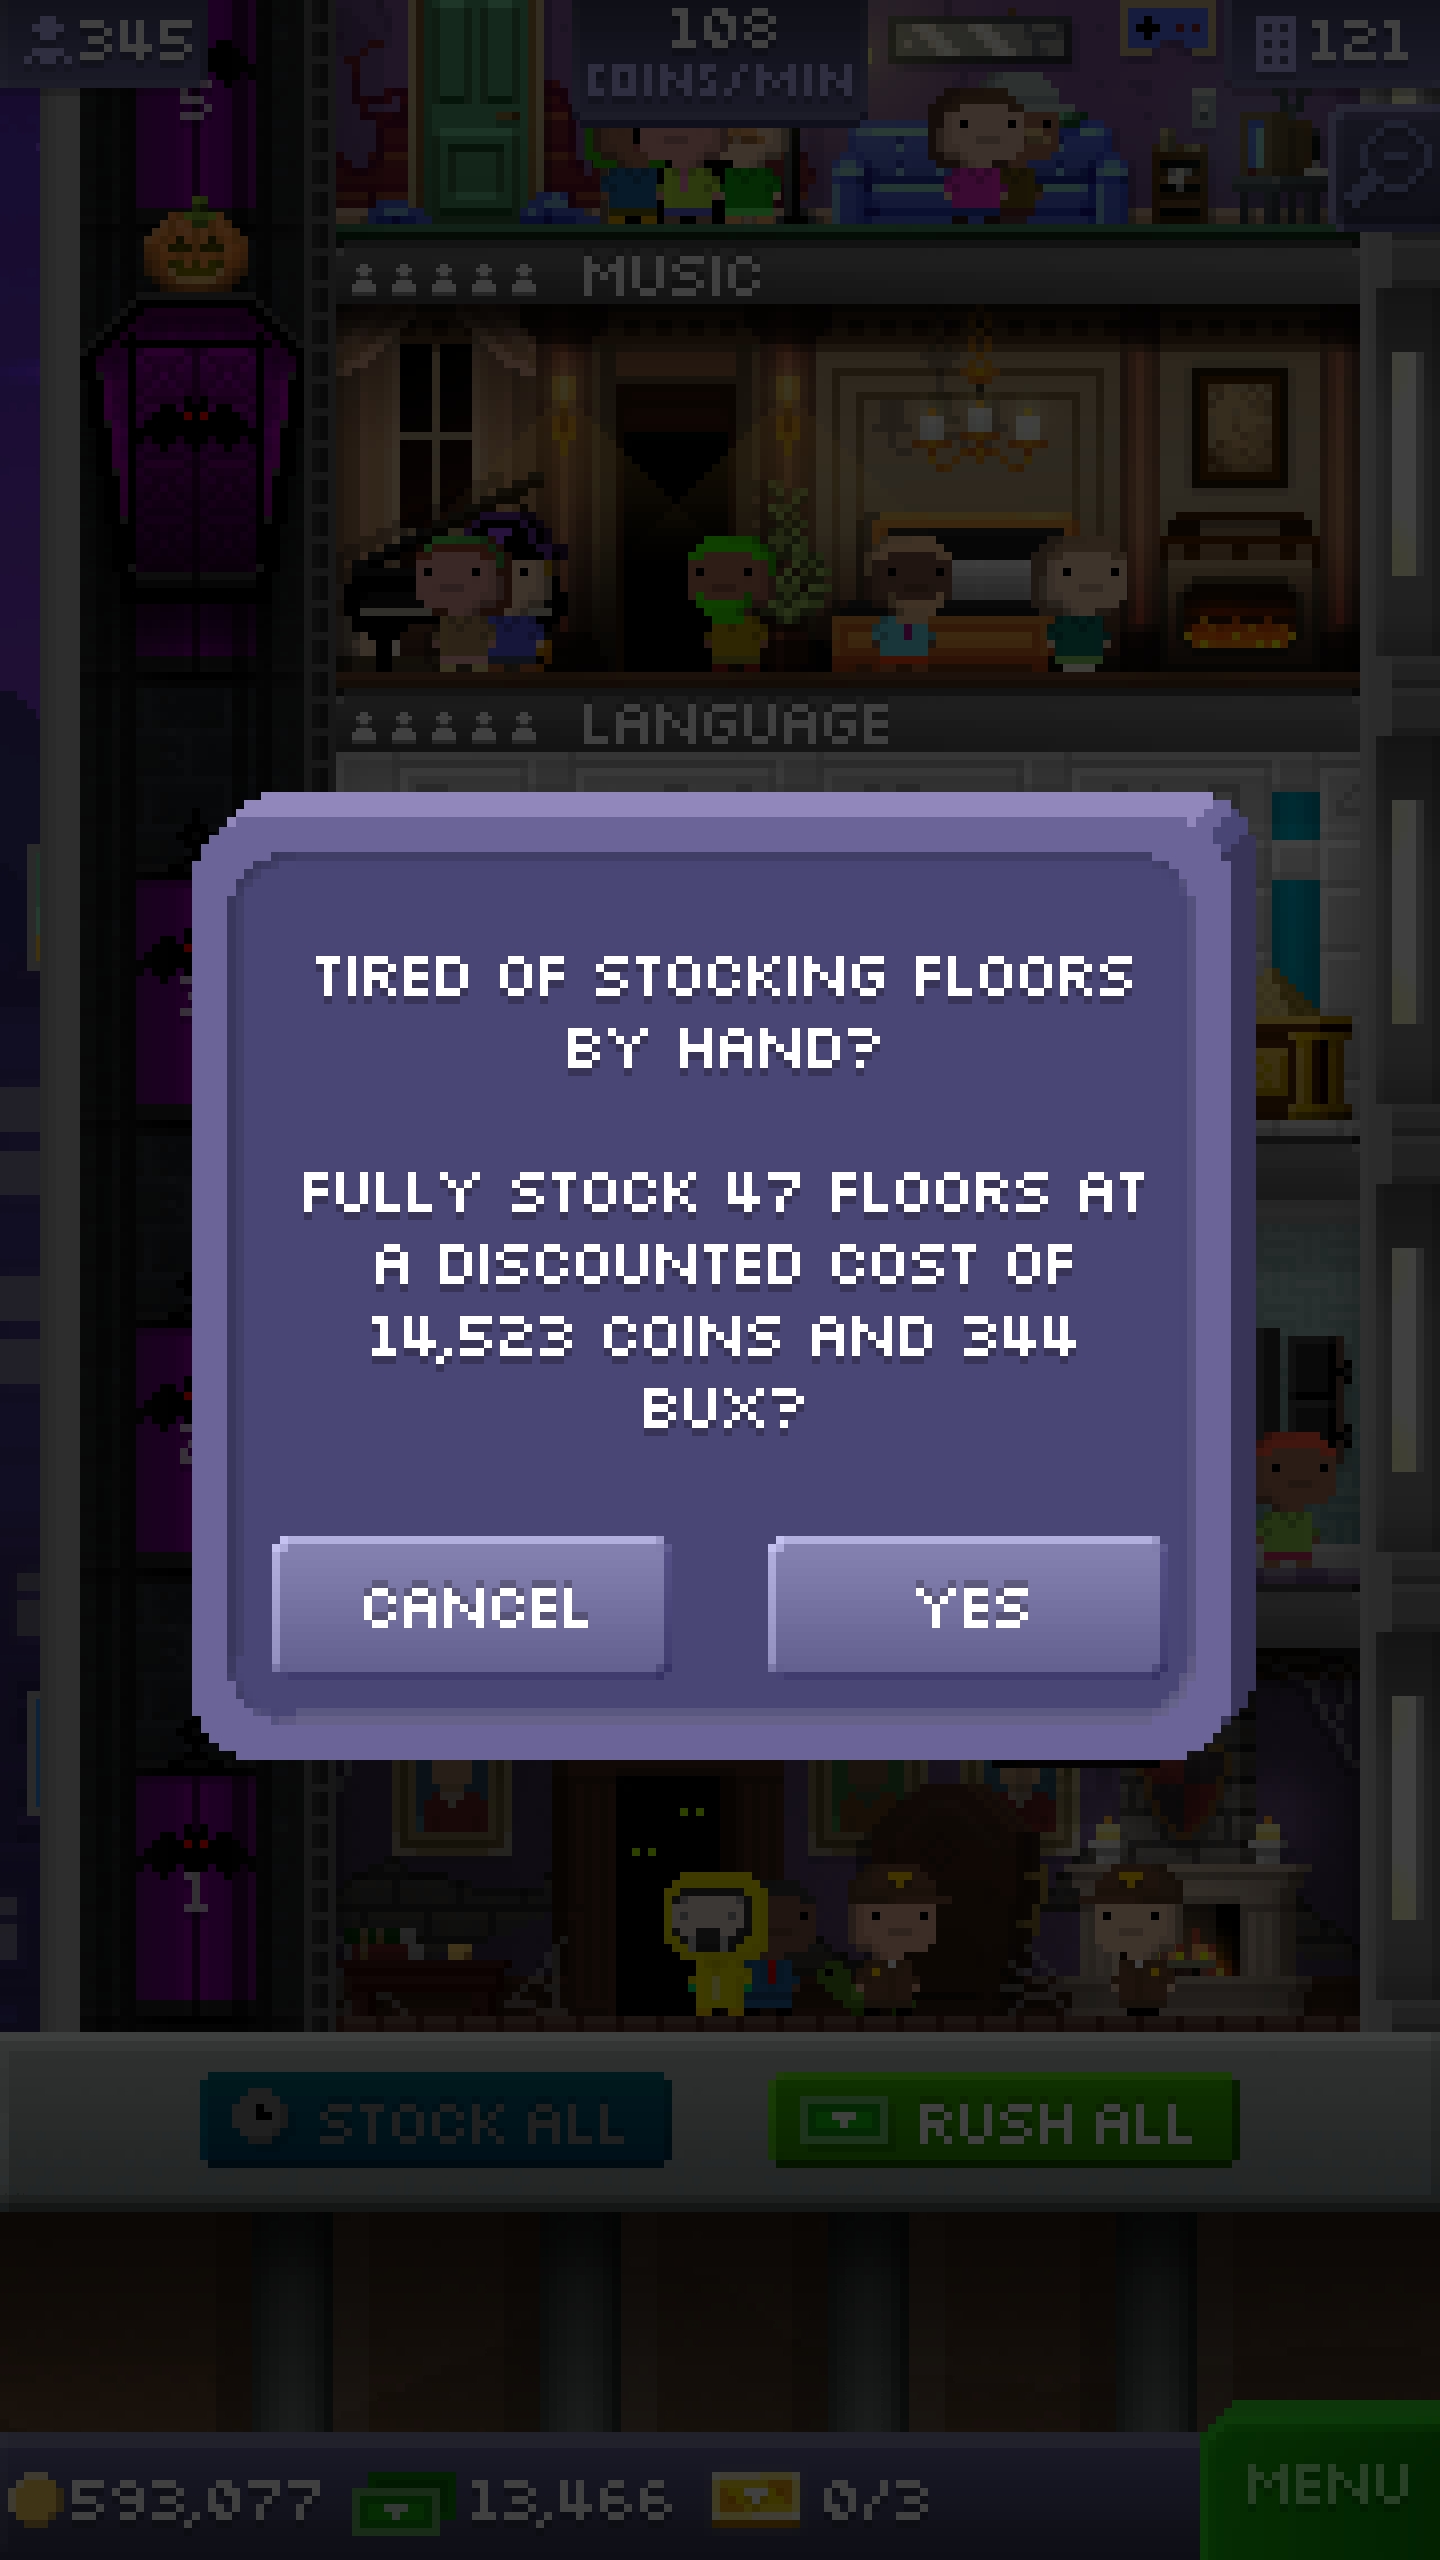 345
108
COINS/MIN
121
5
MUSIC
LANGUAGE
TIRED OF STOCKING FLOORS
BY HAND?
FULLY STOCK 47 FLOORS AT
A DISCOUNTED COST OF
14,523 COINS AND 344
BUX?
CANCEL
YES
1
STOCK ALL
RUSH ALL
593,077
13,466
0/3
MENU